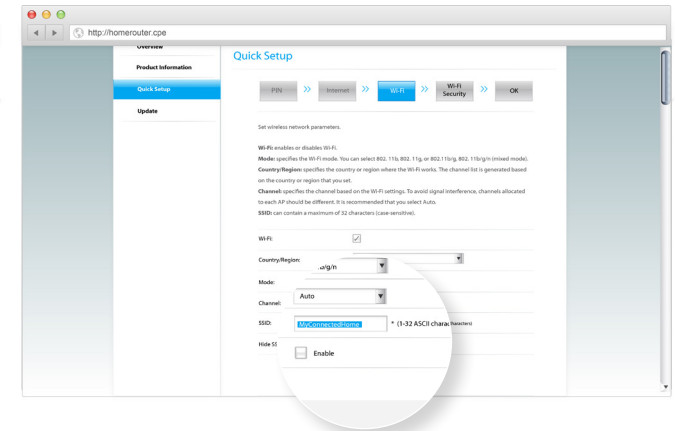 http://homerouter.cpe
Overview
Product Information
Quick Setup
Update
Quick Setup
PIN » Internet » Wi-Fi » Wi-Fi Security » OK
Set wireless network parameters.
Wi-Fi: enables or disables Wi-Fi.
Mode: specifies the Wi-Fi mode. You can select 802. 11b, 802. 11g, or 802.11b/g, 802. 11b/g/n (mixed mode).
Country/Region: specifies the country or region where the Wi-Fi works. The channel list is generated based
on the country or region that you set.
Channel: specifies the channel based on the Wi-Fi settings. To avoid signal interference, channels allocated
to each AP should be different. It is recommended that you select Auto.
SSID: can contain a maximum of 32 characters (case-sensitive).
Wi-Fi:
Country/Region:
Mode: b/g/n
Channel: Auto
SSID: MyConnectedHome * (1-32 ASCII charac
Hide SS
Enable